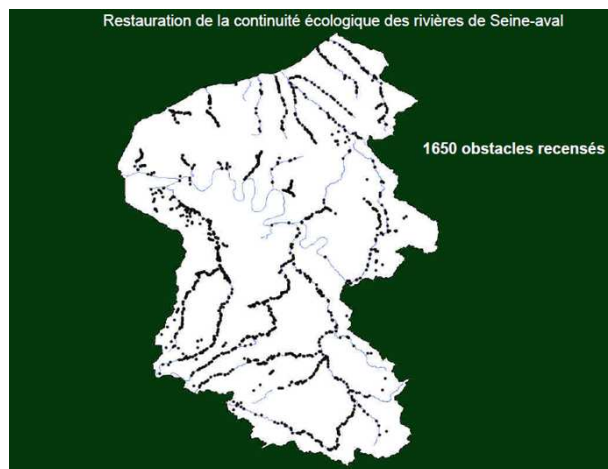 Restauration de la continuité écologique des rivières de Seine-aval
1650 obstacles recensés